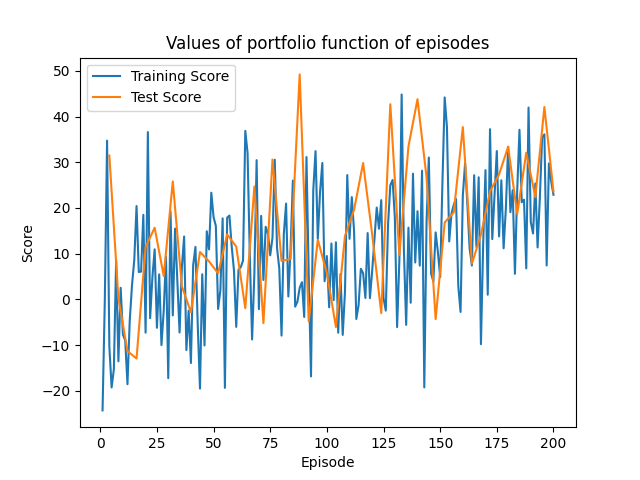 Values of portfolio function of episodes
Training Score
Test Score
50
40
30
20
10
0
−10
−20
Score
0 25 50 75 100 125 150 175 200
Episode